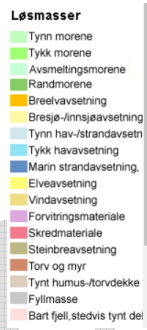 Løsmasser
Tynn morene
Tykk morene
Avsmeltingsmorene
Randmorene
Breelvavsetning
Bresjø-/innsjøavsetning
Tynn hav-/strandavsetn
Tykk havavsetning
Marin strandavsetning,
Elveavsetning
Vindavsetning
Forvitringsmateriale
Skredmateriale
Steinbreavsetning
Torv og myr
Tynt humus-/torvdekke
Fyllmasse
Bart fjell,stedvis tynt del